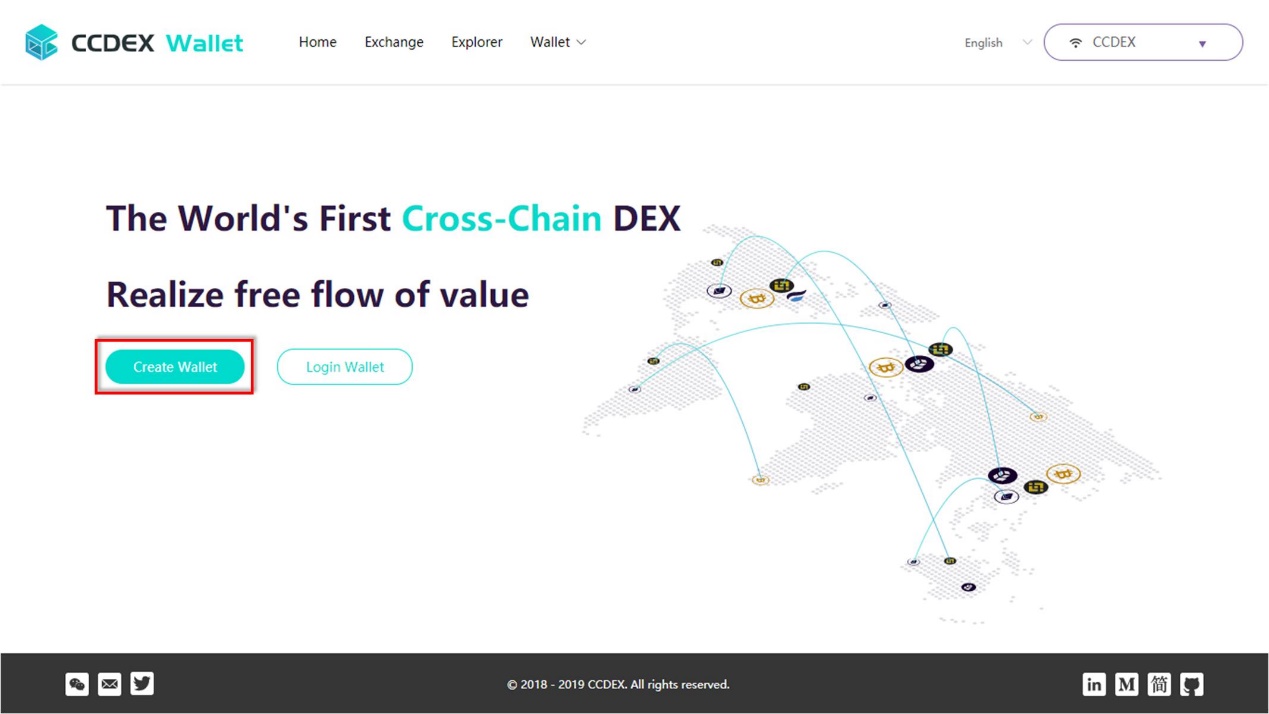 CCDEX Wallet
Home Exchange Explorer Wallet English CCDEX
The World's First Cross-Chain DEX
Realize free flow of value
Create Wallet Login Wallet
© 2018 - 2019 CCDEX. All rights reserved.
in M 简